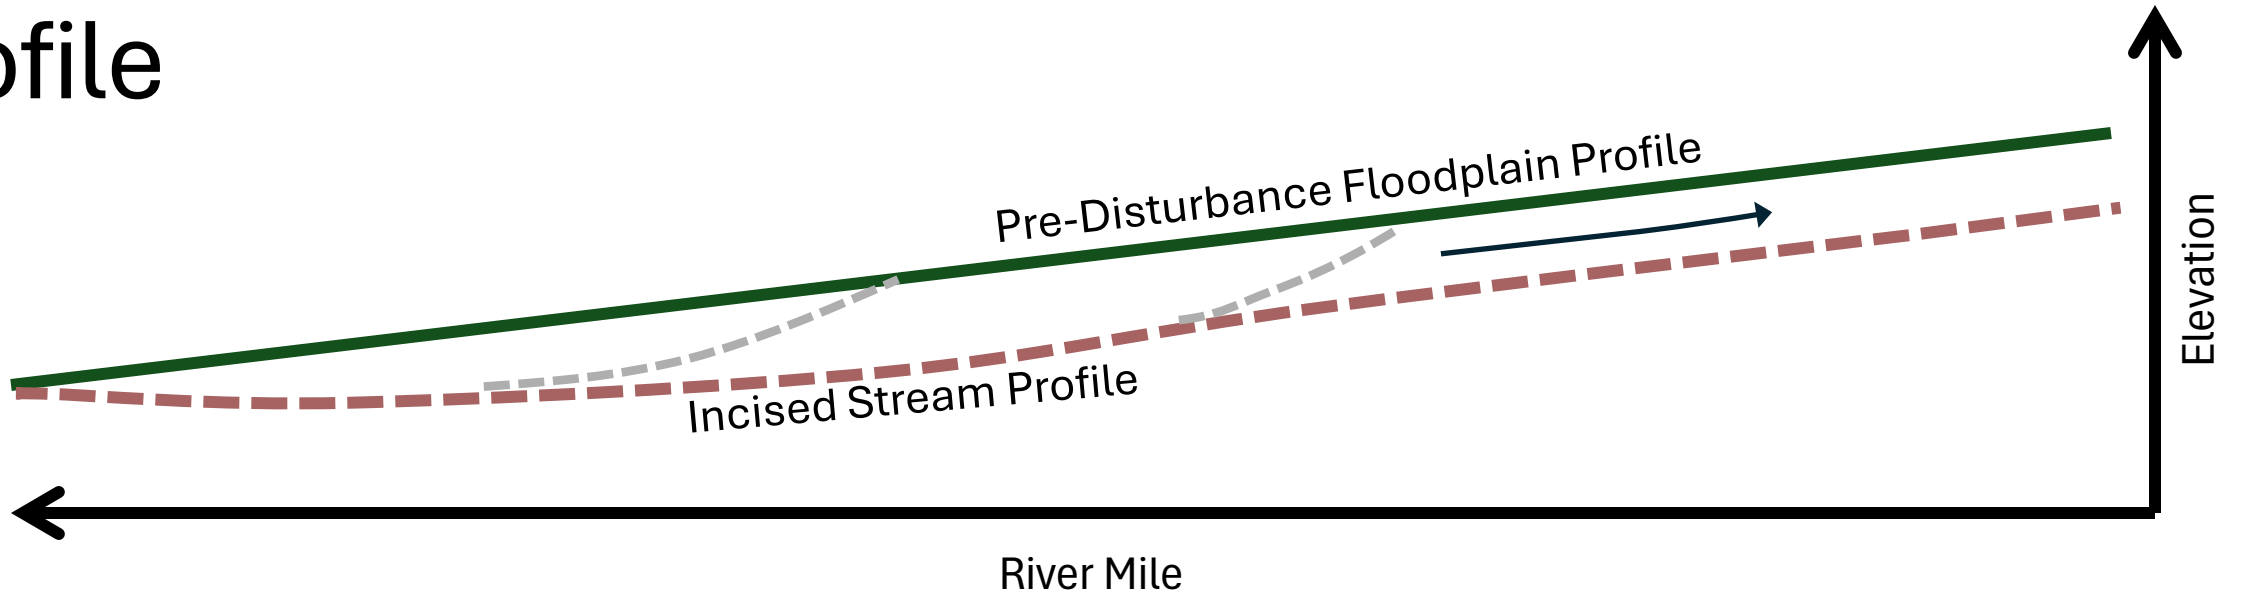 ofile
Pre-Disturbance Floodplain Profile
Incised Stream Profile
Elevation
River Mile